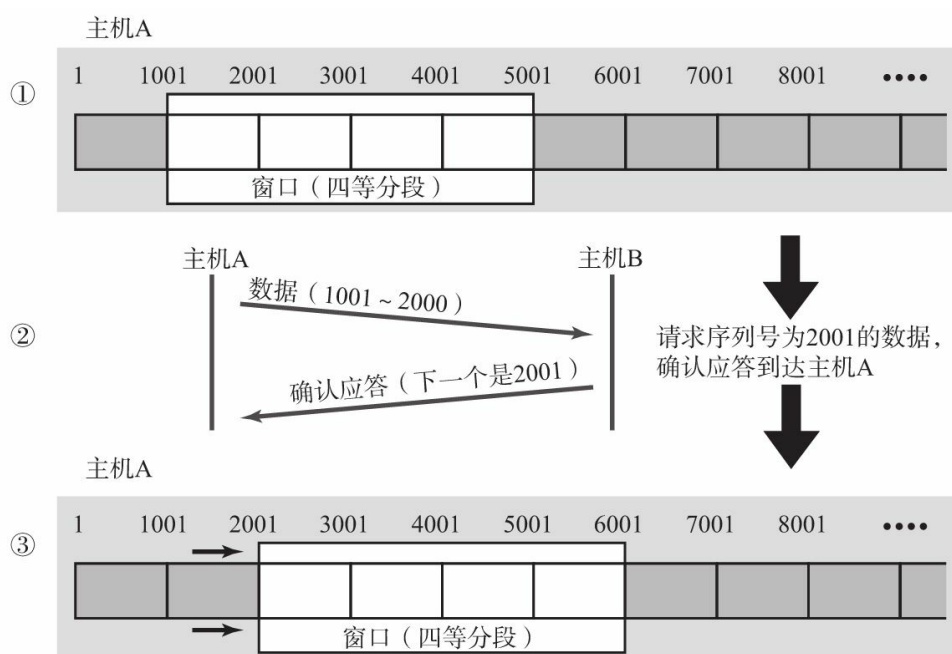 主机A
1 1001 2001 3001 4001 5001 6001 7001 8001 ••••
①
窗口（四等分段）
主机A
主机B
数据（1001～2000）
②
请求序列号为2001的数据，
确认应答到达主机A
确认应答（下一个是2001）
主机A
1 1001 2001 3001 4001 5001 6001 7001 8001 ••••
③
窗口（四等分段）